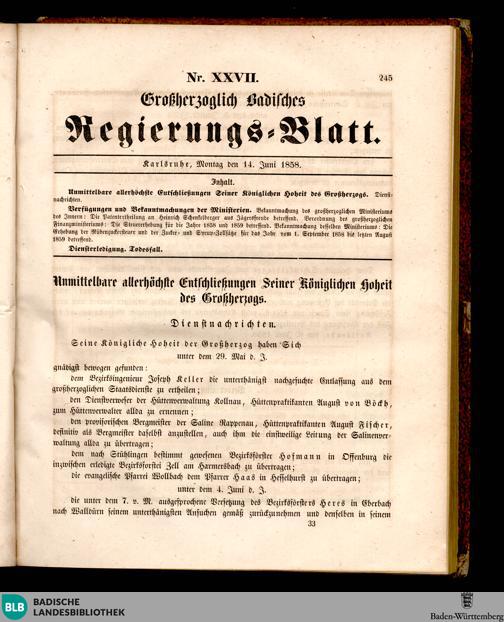 Nr. XXVII. 245
Großherzoglich Badisches
Regierungs-Blatt.
Karlsruhe, Montag den 14. Juni 1858.
Inhalt.
Unmittelbare allerhöchste Entschließungen Seiner Königlichen Hoheit des Großherzogs. Dienst-
nachrichten.
Verfügungen und Bekanntmachungen der Ministerien. Bekanntmachung des großherzoglichen Ministeriums
des Innern: Die Patentertheilung an Heinrich Scheufelberger aus Jägersfreude betreffend. Verordnung des großherzoglichen
Finanzministeriums: Die Steuererhebung für die Jahre 1858 und 1859 betreffend. Bekanntmachung desselben Ministeriums: Die
Erhebung der Rübenzuckersteuer und der Zucker- und Syrup-Zollsätze für das Jahr vom 1. September 1858 bis letzten August
1859 betreffend.
Diensterledigung. Todesfall.
Unmittelbare allerhöchste Entschließungen Seiner Königlichen Hoheit
des Großherzogs.
Dienstnachrichten.
Seine Königliche Hoheit der Großherzog haben Sich
unter dem 29. Mai d. J.
gnädigst bewogen gefunden:
dem Bezirksingenieur Joseph Keller die unterthänigst nachgesuchte Entlassung aus dem
großherzoglichen Staatsdienste zu ertheilen;
den Dienstverweser der Hüttenverwaltung Kollnau, Hüttenpraktikanten August von Böckh,
zum Hüttenverwalter allda zu ernennen;
den provisorischen Bergmeister der Saline Rappenau, Hüttenpraktikanten August Fischer,
definitiv als Bergmeister daselbst anzustellen, auch ihm die einstweilige Leitung der Salinenver-
waltung allda zu übertragen;
dem nach Stühlingen bestimmt gewesenen Bezirksförster Hofmann in Offenburg die
inzwischen erledigte Bezirksforstei Zell am Harmersbach zu übertragen;
die evangelische Pfarrei Wollbach dem Pfarrer Haas in Hesselhurst zu übertragen;
unter dem 4. Juni d. J.
die unter dem 7. v. M. ausgesprochene Versetzung des Bezirksförsters Heres in Eberbach
nach Walldürn seinem unterthänigsten Ansuchen gemäß zurückzunehmen und denselben in seinem
33
BLB BADISCHE
LANDESBIBLIOTHEK
Baden-Württemberg